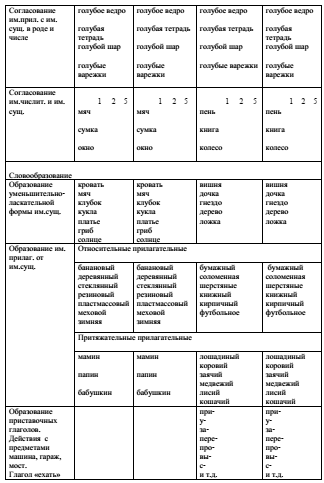 Согласование им.прил. с им. сущ. в роде и числе | голубое ведро голубая тетрадь голубой шар голубые варежки | голубое ведро голубая тетрадь голубой шар голубые варежки | голубое ведро голубая тетрадь голубой шар голубые варежки | голубое ведро голубая тетрадь голубой шар голубые варежки
Согласование им.числит. и им. сущ. | 1 2 5 мяч сумка окно | 1 2 5 мяч сумка окно | 1 2 5 пень книга колесо | 1 2 5 пень книга колесо
Словообразование
Образование уменьшительно-ласкательной формы им.сущ. | кровать мяч клубок кукла платье гриб солнце | кровать мяч клубок кукла платье гриб солнце | вишня дочка гнездо дерево ложка | вишня дочка гнездо дерево ложка
Образование им. прилаг. от им.сущ. | Относительные прилагательные
банановый деревянный стеклянный резиновый пластмассовый меховой зимняя | банановый деревянный стеклянный резиновый пластмассовый меховой зимняя | бумажный соломенная шерстяные книжный кирпичный футбольное | бумажный соломенная шерстяные книжный кирпичный футбольное
Притяжательные прилагательные
мамин папин бабушкин | мамин папин бабушкин | лошадиный коровий заячий медвежий лисий кошачий | лошадиный коровий заячий медвежий лисий кошачий
Образование приставочных глаголов. Действия с предметами машина, гараж, мост. Глагол «ехать» | при- у- за- пере- про- вы- с- и т.д. | при- у- за- пере- про- вы- с- и т.д.